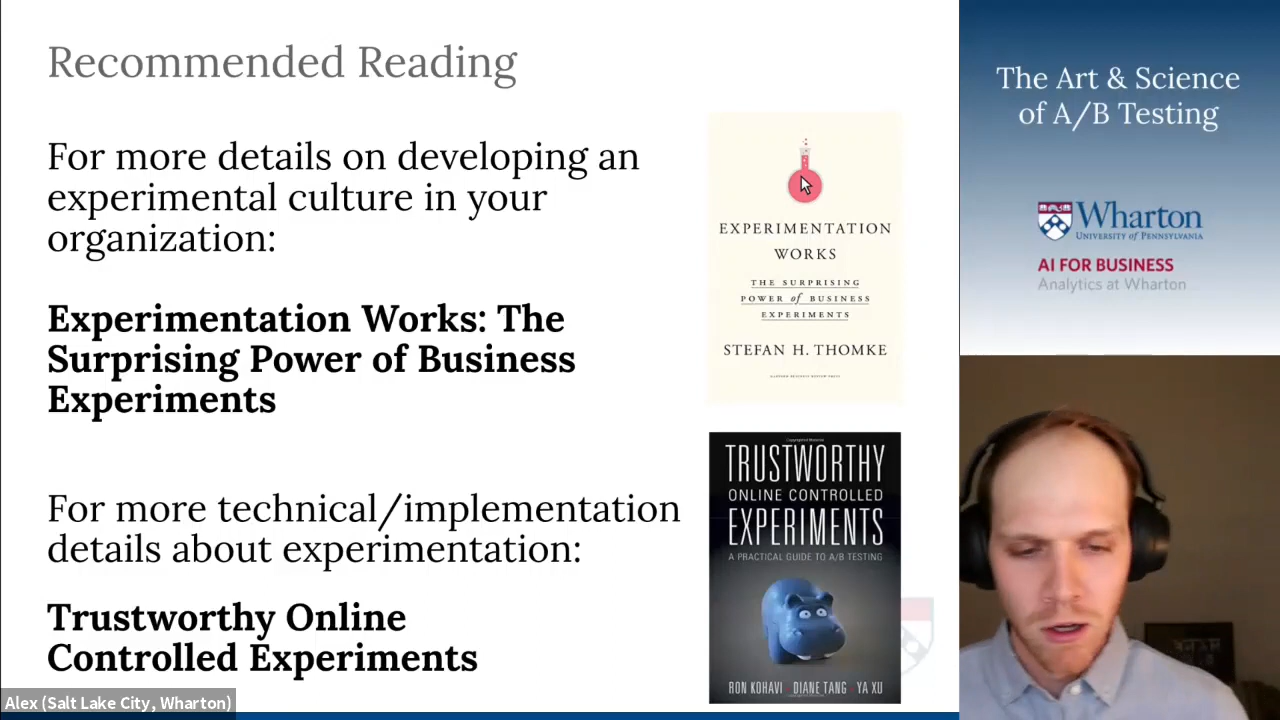 Recommended Reading
For more details on developing an
experimental culture in your
organization:
Experimentation Works: The
Surprising Power of Business
Experiments
For more technical/implementation
details about experimentation:
Trustworthy Online
Controlled Experiments
EXPERIMENTATION
WORKS
THE SURPRISING
POWER of BUSINESS
EXPERIMENTS
STEFAN H. THOMKE
HARVARD BUSINESS REVIEW PRESS
TRUSTWORTHY
ONLINE CONTROLLED
EXPERIMENTS
A PRACTICAL GUIDE TO A/B TESTING
RON KOHAVI · DIANE TANG · YA XU
The Art & Science
of A/B Testing
Wharton
UNIVERSITY of PENNSYLVANIA
AI FOR BUSINESS
Analytics at Wharton
Alex (Salt Lake City, Wharton)